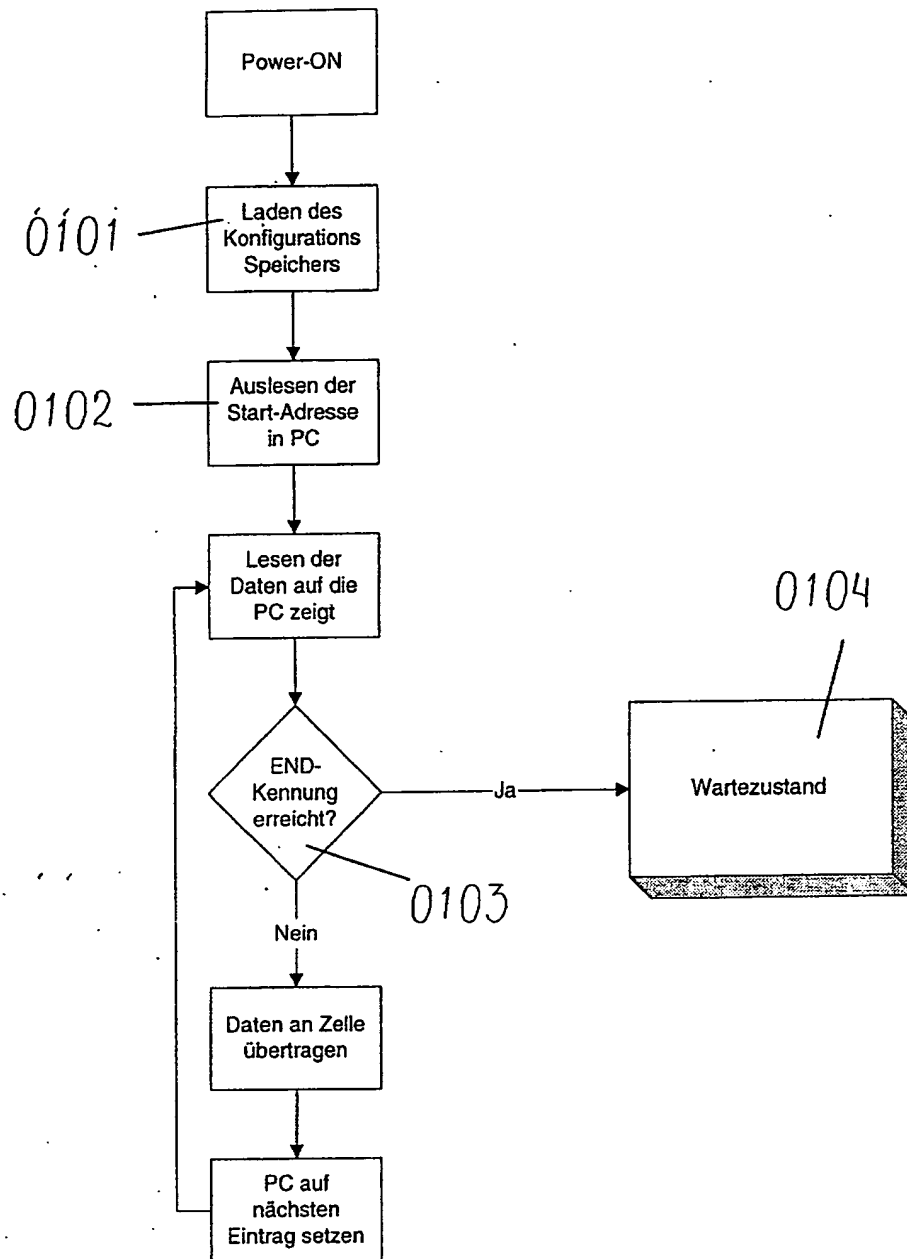 Power-ON
0101
Laden des
Konfigurations
Speichers
0102
Auslesen der
Start-Adresse
in PC
Lesen der
Daten auf die
PC zeigt
0104
END-
Kennung
erreicht?
Ja
Wartezustand
0103
Nein
Daten an Zelle
übertragen
PC auf
nächsten
Eintrag setzen